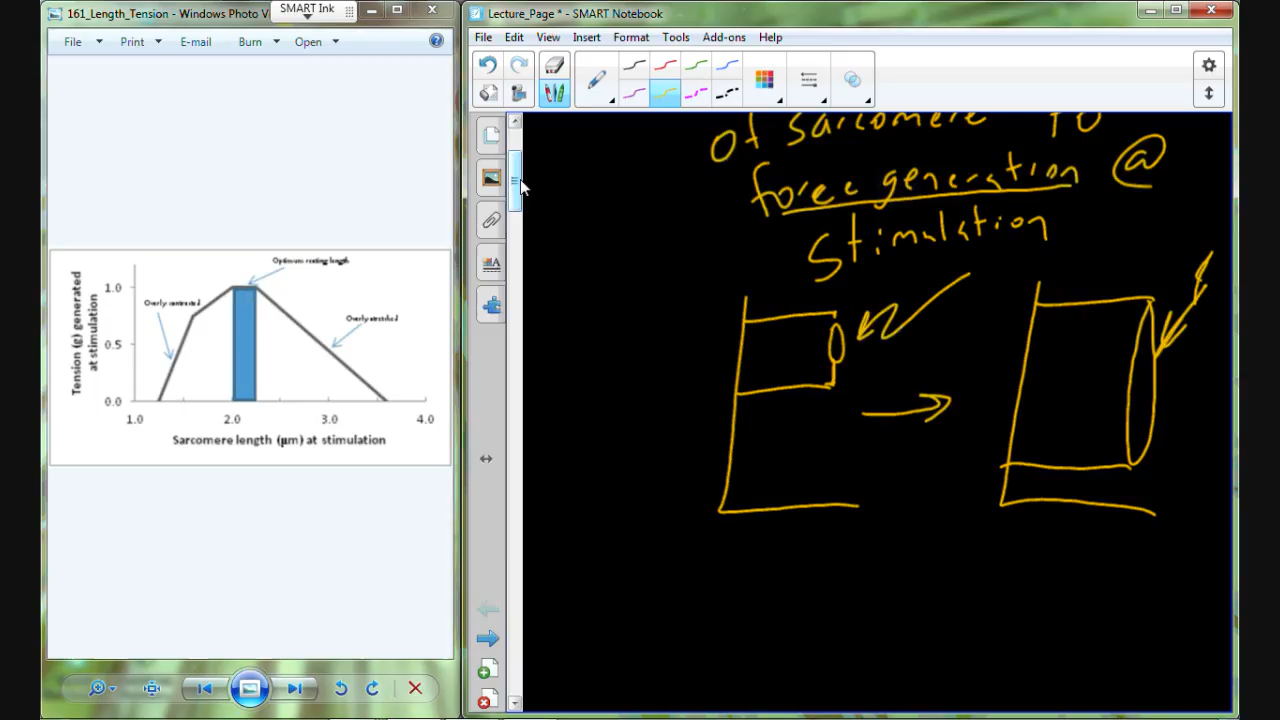 161_Length_Tension - Windows Photo V
SMART Ink
File Print E-mail Burn Open
Optimum resting length
Overly contracted
Overly stretched
Tension (g) generated
at stimulation
1.0
0.5
0.0
1.0 2.0 3.0 4.0
Sarcomere length (µm) at stimulation
Lecture_Page * - SMART Notebook
File Edit View Insert Format Tools Add-ons Help
of sarcomere to
force generation @
stimulation